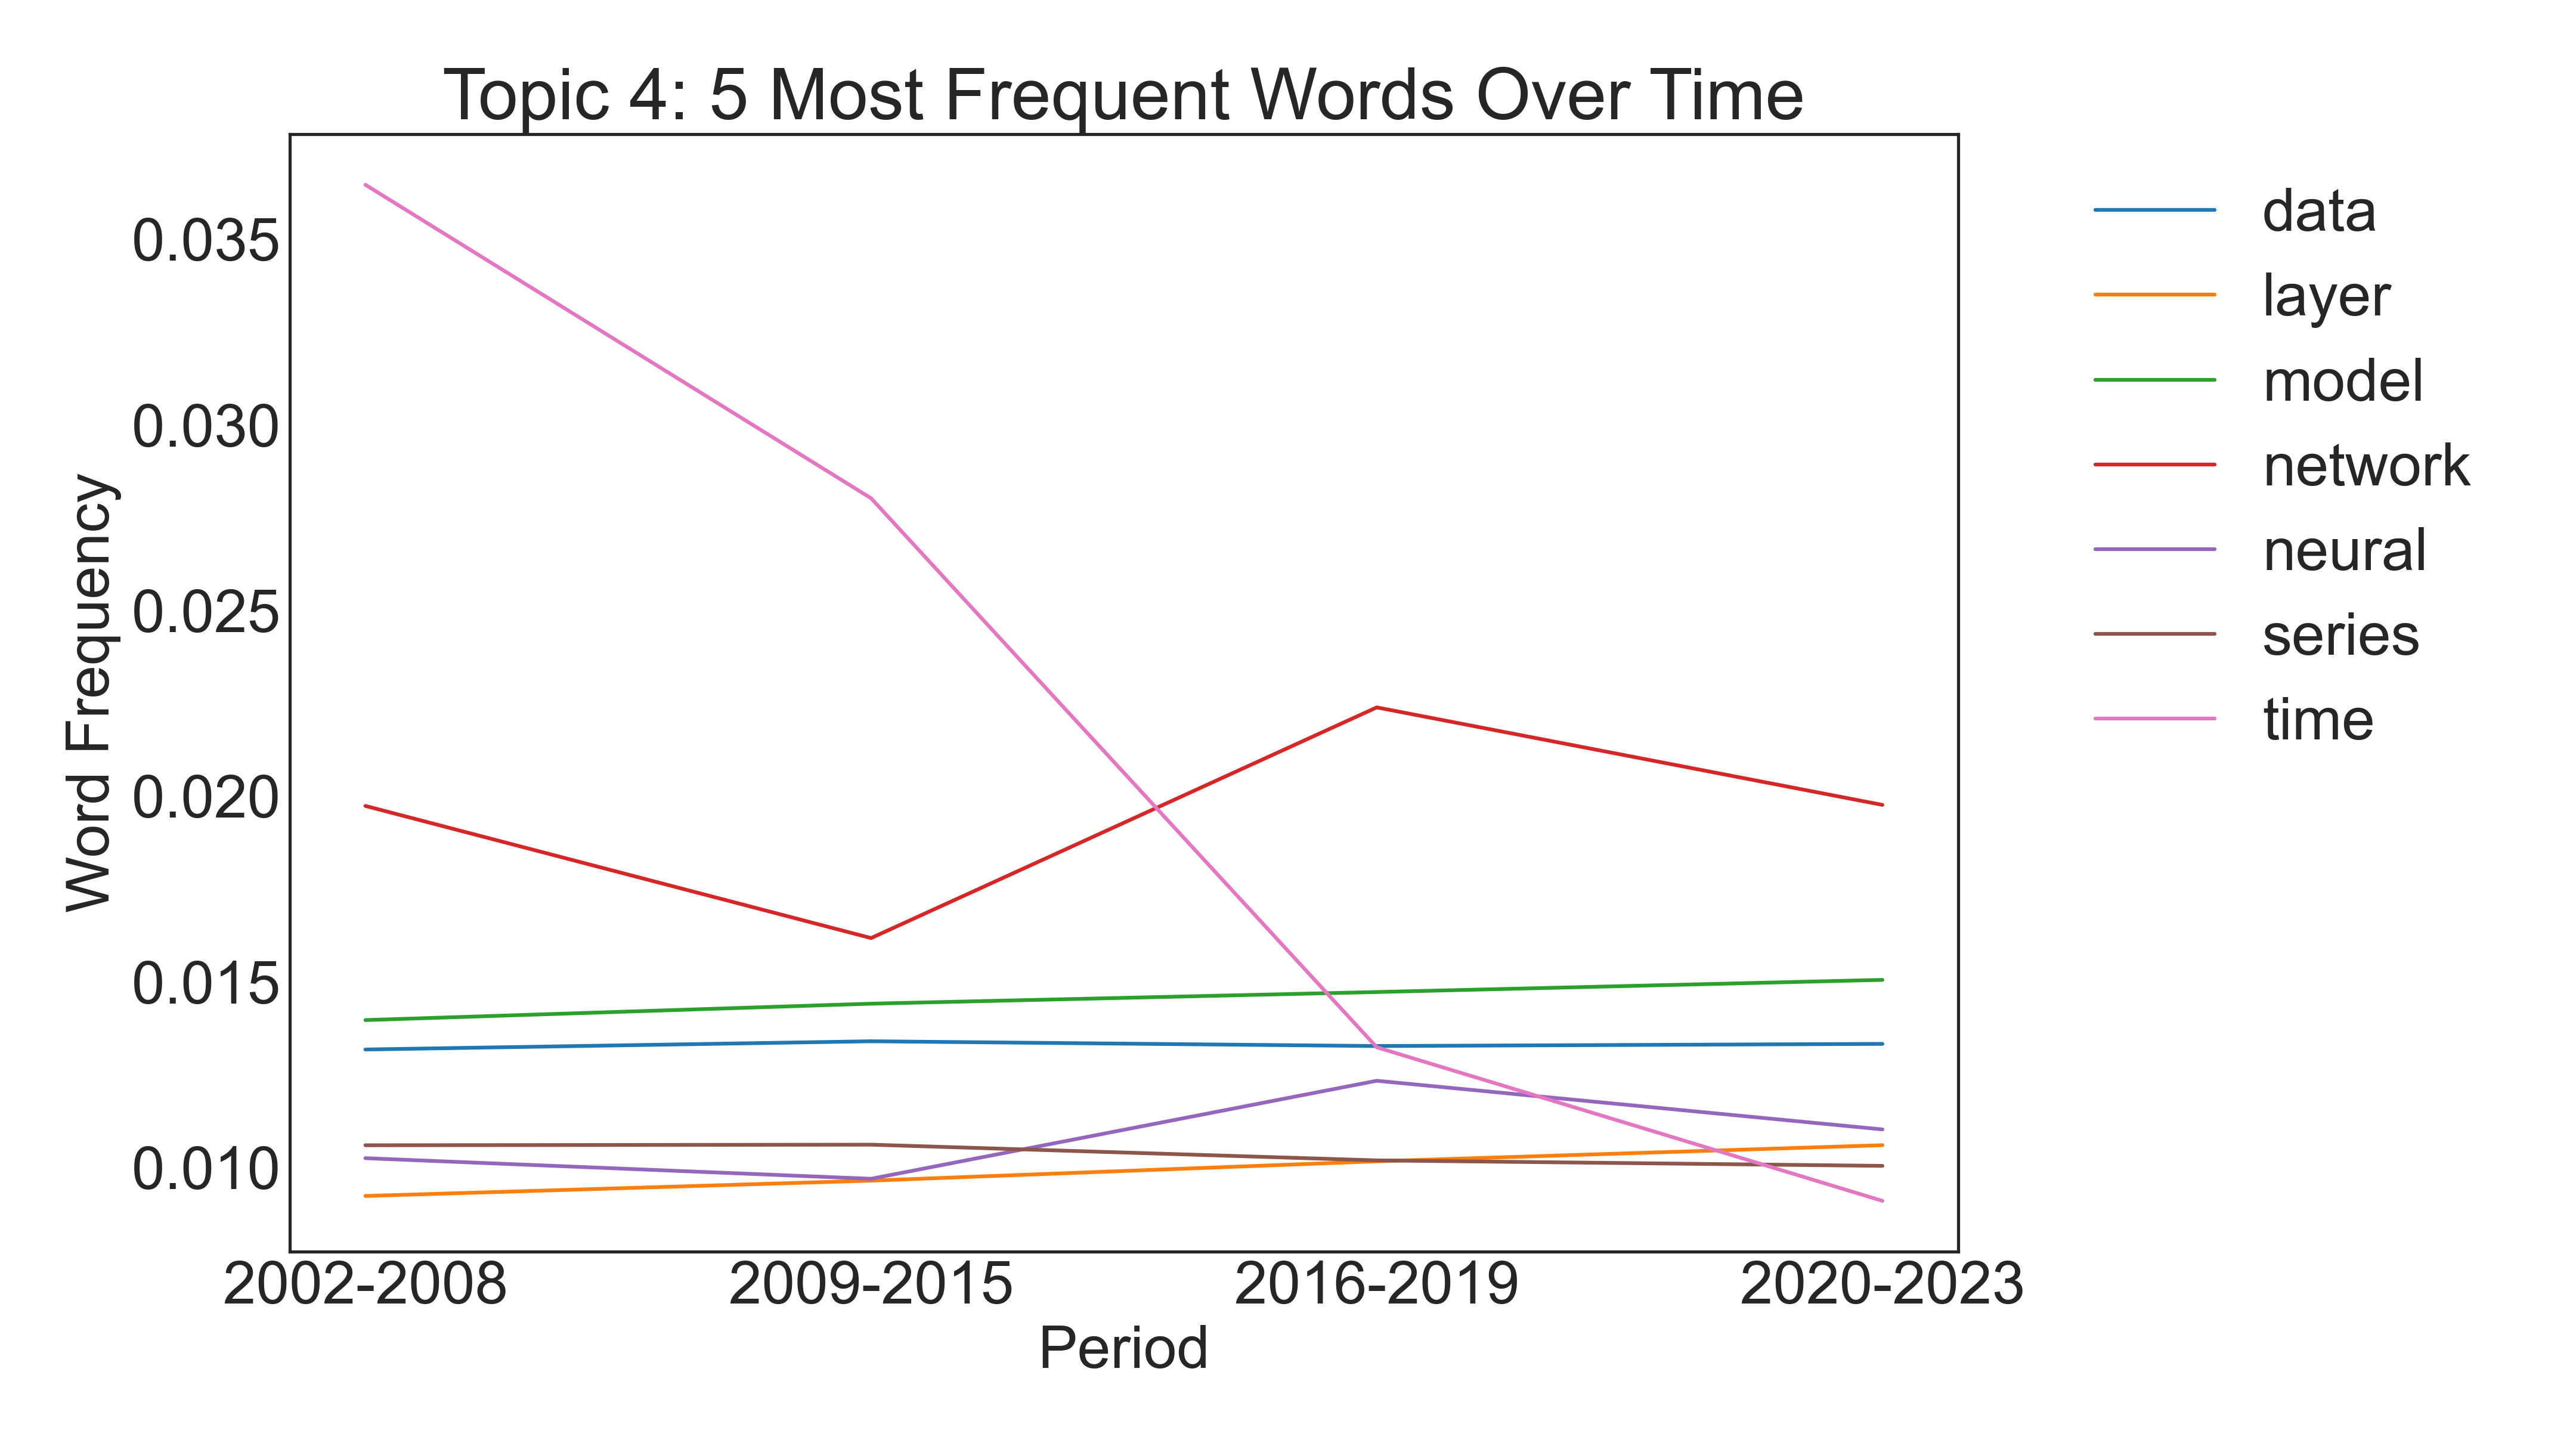 Topic 4: 5 Most Frequent Words Over Time
Word Frequency
0.035
0.030
0.025
0.020
0.015
0.010
2002-2008 2009-2015 2016-2019 2020-2023
Period
data
layer
model
network
neural
series
time